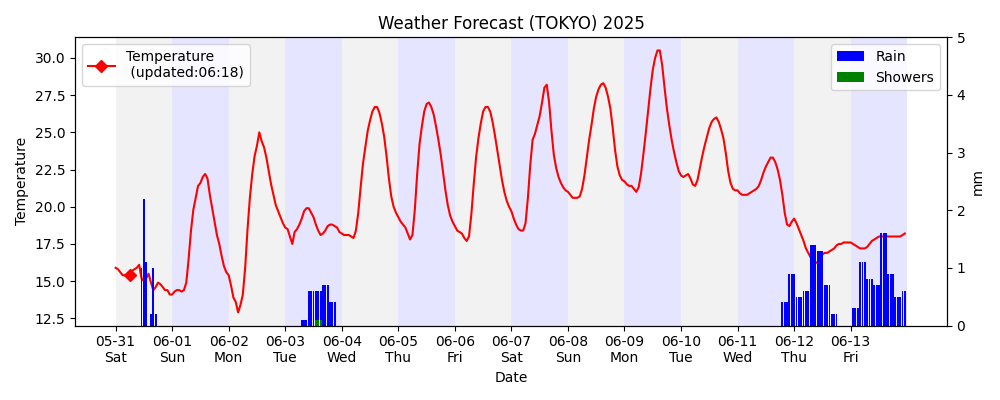 Weather Forecast (TOKYO) 2025
Temperature
(updated:06:18)
Rain
Showers
Temperature
30.0
27.5
25.0
22.5
20.0
17.5
15.0
12.5
5
4
3
2
1
0
mm
05-31 06-01 06-02 06-03 06-04 06-05 06-06 06-07 06-08 06-09 06-10 06-11 06-12 06-13
Sat Sun Mon Tue Wed Thu Fri Sat Sun Mon Tue Wed Thu Fri
Date